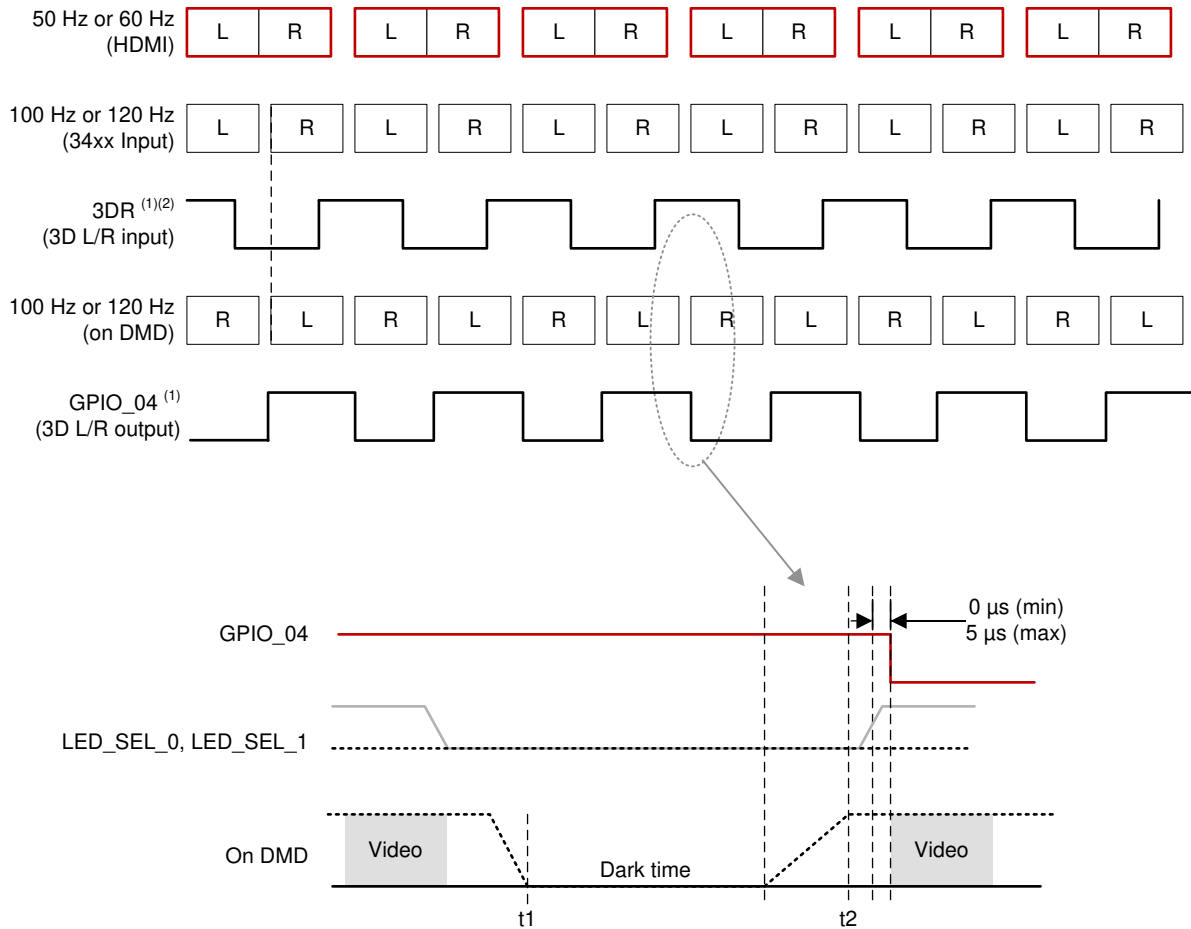 50 Hz or 60 Hz
(HDMI)
L R L R L R L R L R L R
100 Hz or 120 Hz
(34xx Input)
L R L R L R L R L R L R
3DR (1)(2)
(3D L/R input)
100 Hz or 120 Hz
(on DMD)
R L R L R L R L R L R L
GPIO_04 (1)
(3D L/R output)
0 µs (min)
5 µs (max)
GPIO_04
LED_SEL_0, LED_SEL_1
On DMD
Video
Dark time
Video
t1
t2